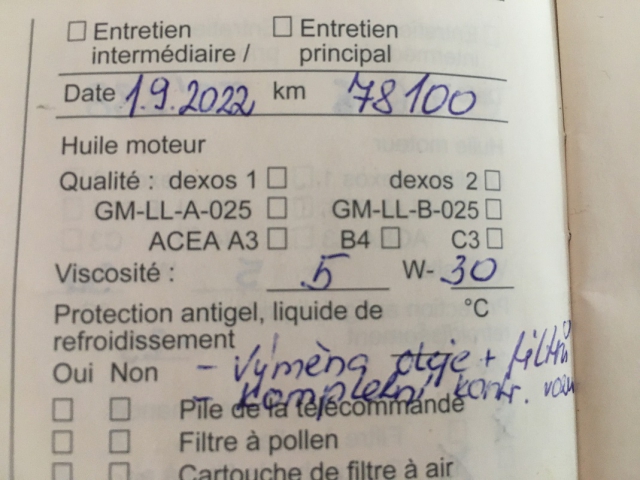 ☐ Entretien ☐ Entretien
intermédiaire / principal
Date 1.9.2022 km 78100
Huile moteur
Qualité : dexos 1 ☐ dexos 2 ☐
GM-LL-A-025 ☐ GM-LL-B-025 ☐
ACEA A3 ☐ B4 ☐ C3 ☐
Viscosité : 5 W- 30
Protection antigel, liquide de °C
refroidissement
- Výměna oleje + filtrů
Oui Non
- Kompletní kontr.
☐ ☐ Pile de la télécommande
☐ ☐ Filtre à pollen
☐ ☐ Cartouche de filtre à air